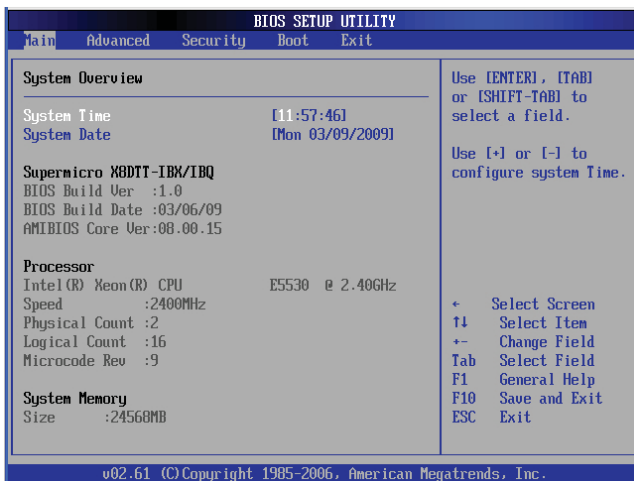 BIOS SETUP UTILITY
Main Advanced Security Boot Exit
System Overview
System Time [11:57:46]
System Date [Mon 03/09/2009]
Supermicro X8DTT-IBX/IBQ
BIOS Build Ver :1.0
BIOS Build Date :03/06/09
AMIBIOS Core Ver:08.00.15
Processor
Intel(R) Xeon(R) CPU E5530 @ 2.40GHz
Speed :2400MHz
Physical Count :2
Logical Count :16
Microcode Rev :9
System Memory
Size :24568MB
Use [ENTER], [TAB]
or [SHIFT-TAB] to
select a field.
Use [+] or [-] to
configure system Time.
← Select Screen
↑↓ Select Item
+- Change Field
Tab Select Field
F1 General Help
F10 Save and Exit
ESC Exit
v02.61 (C)Copyright 1985-2006, American Megatrends, Inc.